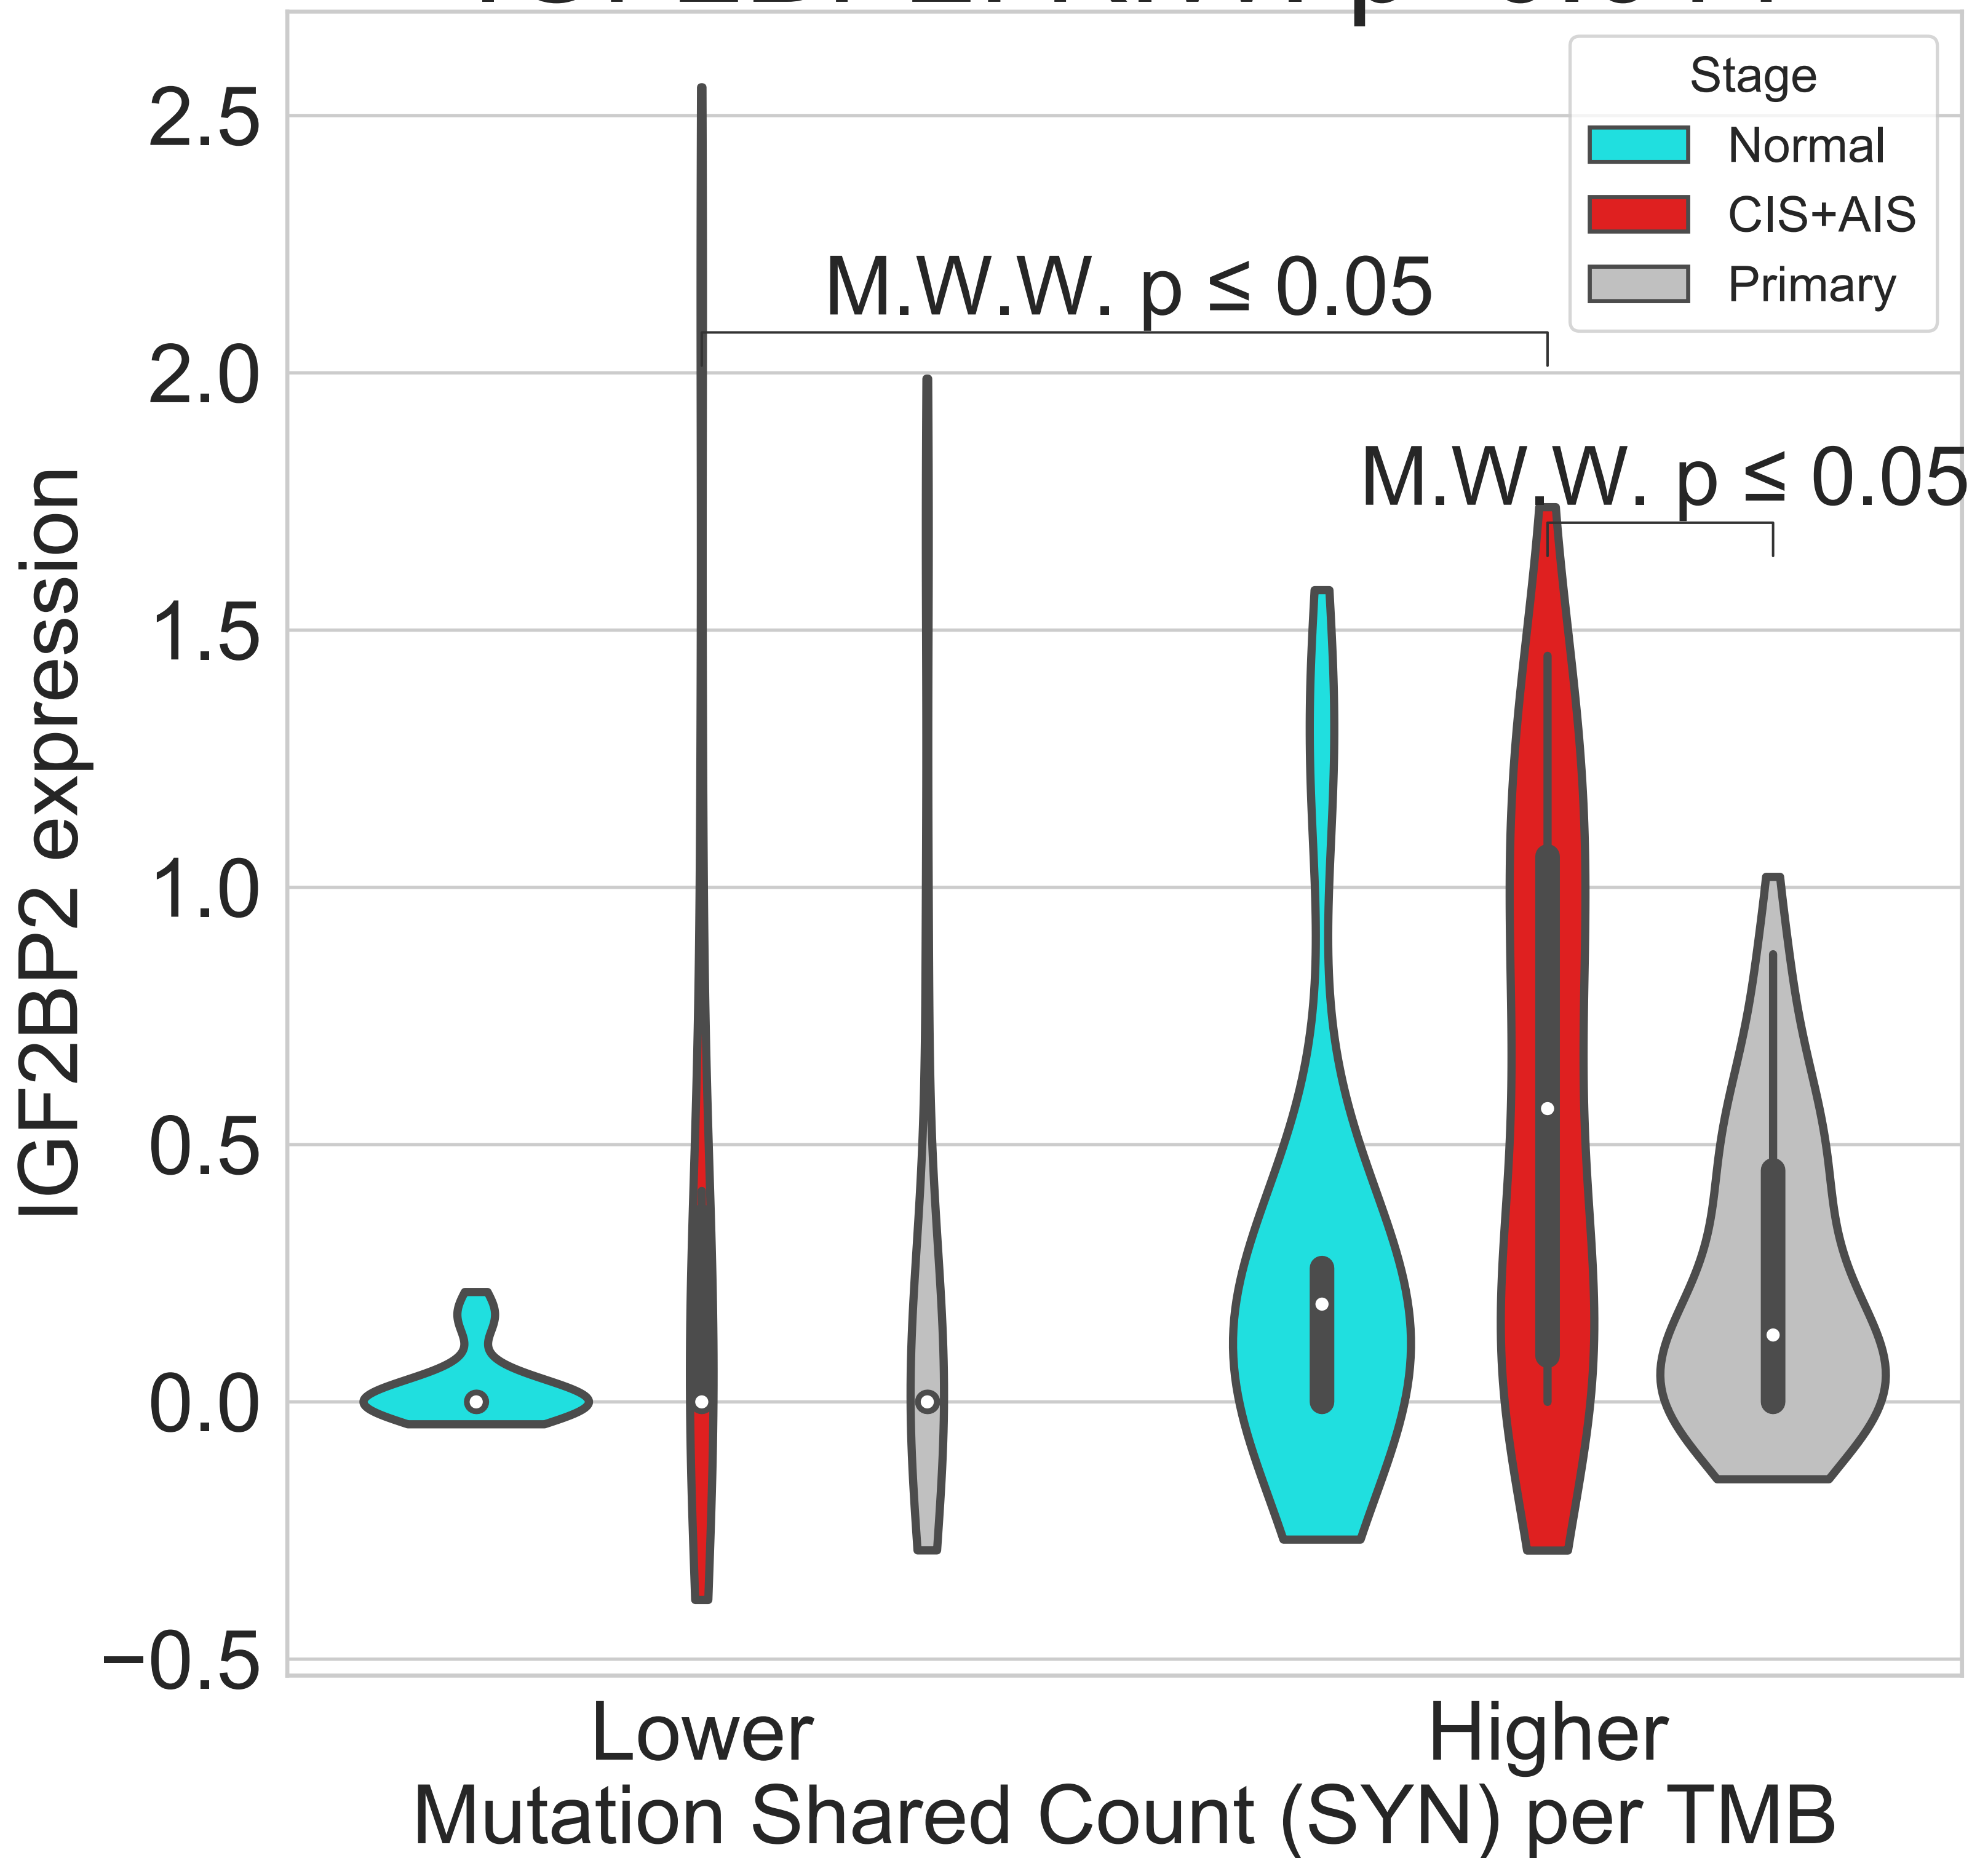 Stage
Normal
CIS+AIS
Primary
M.W.W. p ≤ 0.05
M.W.W. p ≤ 0.05
2.5
2.0
1.5
1.0
0.5
0.0
−0.5
IGF2BP2 expression
Lower
Higher
Mutation Shared Count (SYN) per TMB